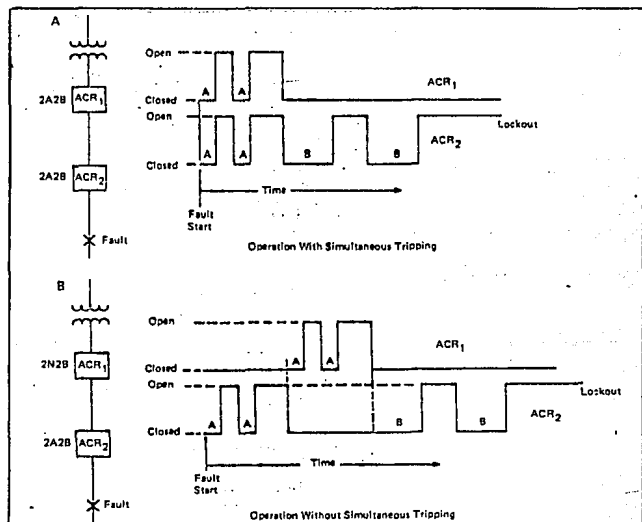 A
Open
2A2B
ACR1
A
A
ACR1
Closed
Open
Lockout
ACR2
2A2B
ACR2
A
A
B
B
Closed
Time
Fault
Fault
Start
Operation With Simultaneous Tripping
B
Open
2N2B
ACR1
A
A
ACR1
Closed
Open
Lockout
2A2B
ACR2
A
A
B
B
ACR2
Closed
Time
Fault
Start
Fault
Operation Without Simultaneous Tripping